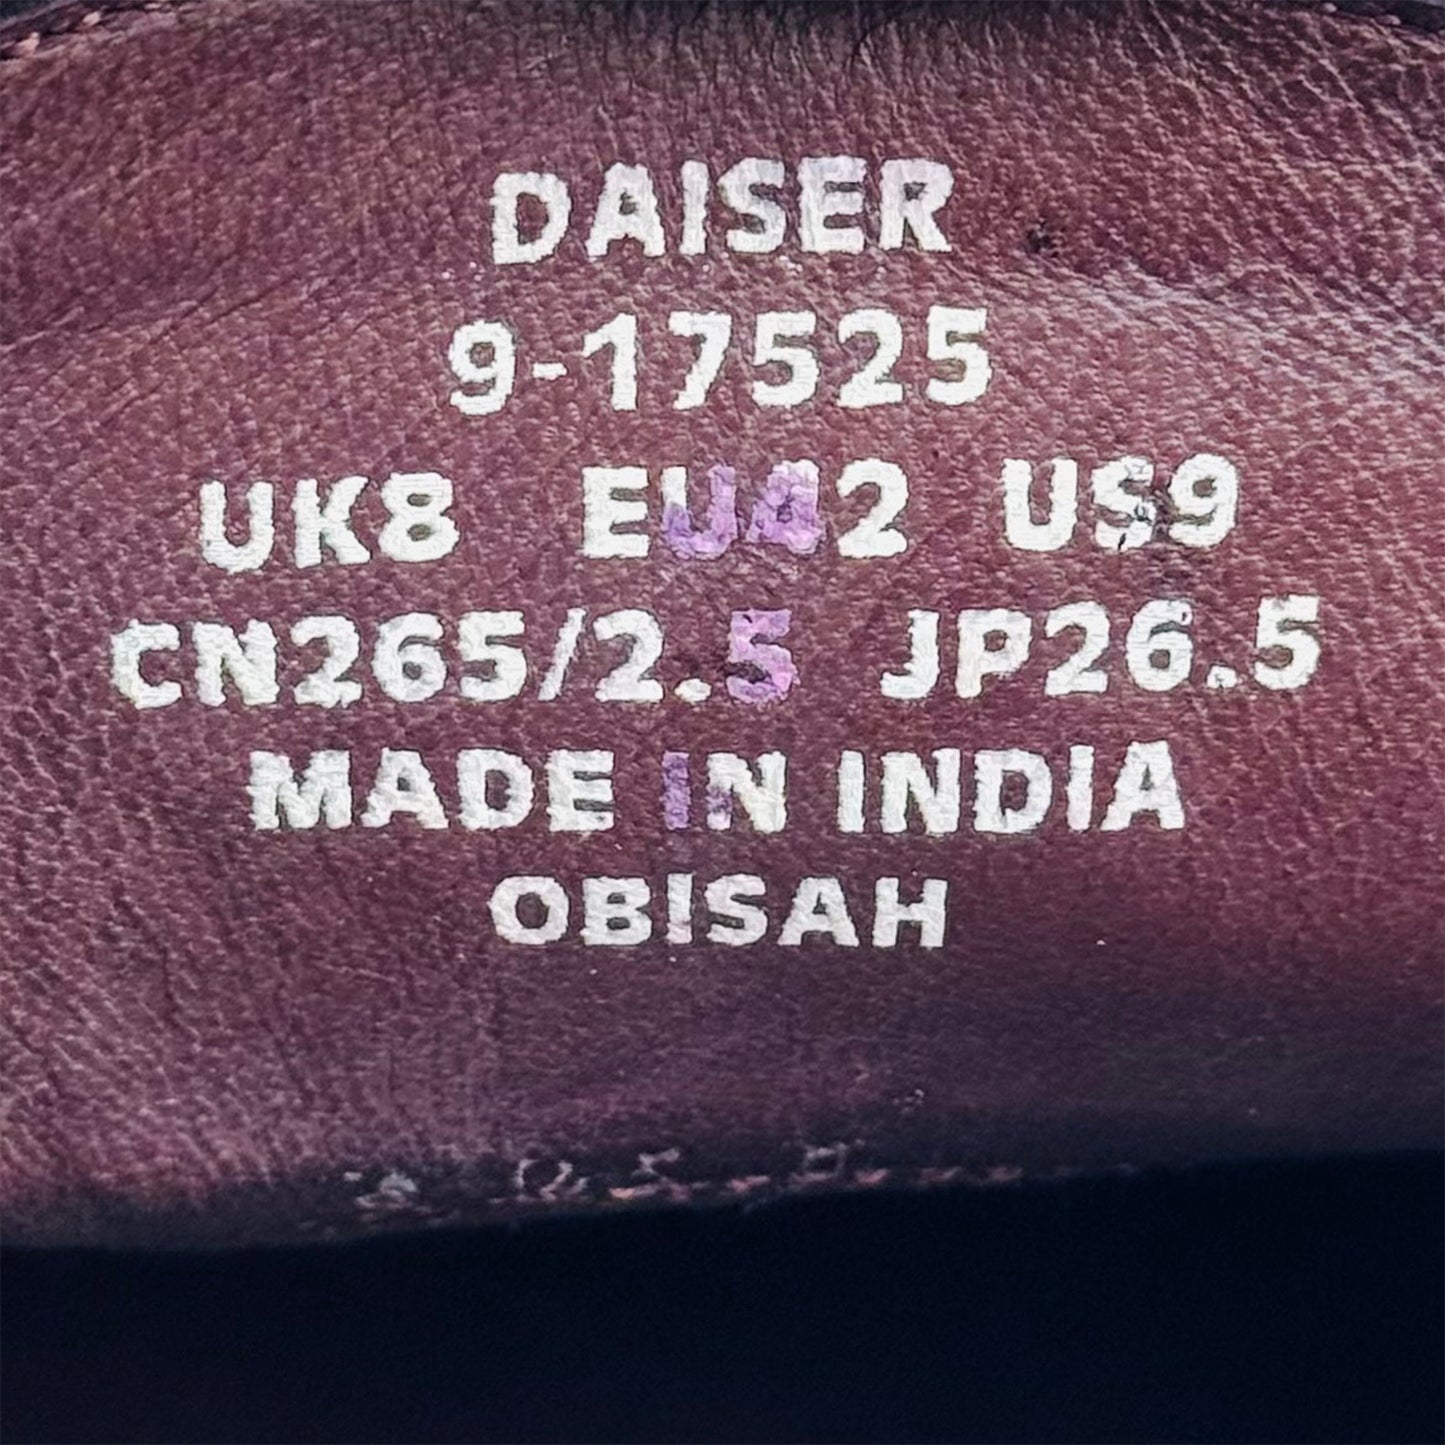 DAISER
9-17525
UK8 EU42 US9
CN265/2.5 JP26.5
MADE IN INDIA
OBISAH